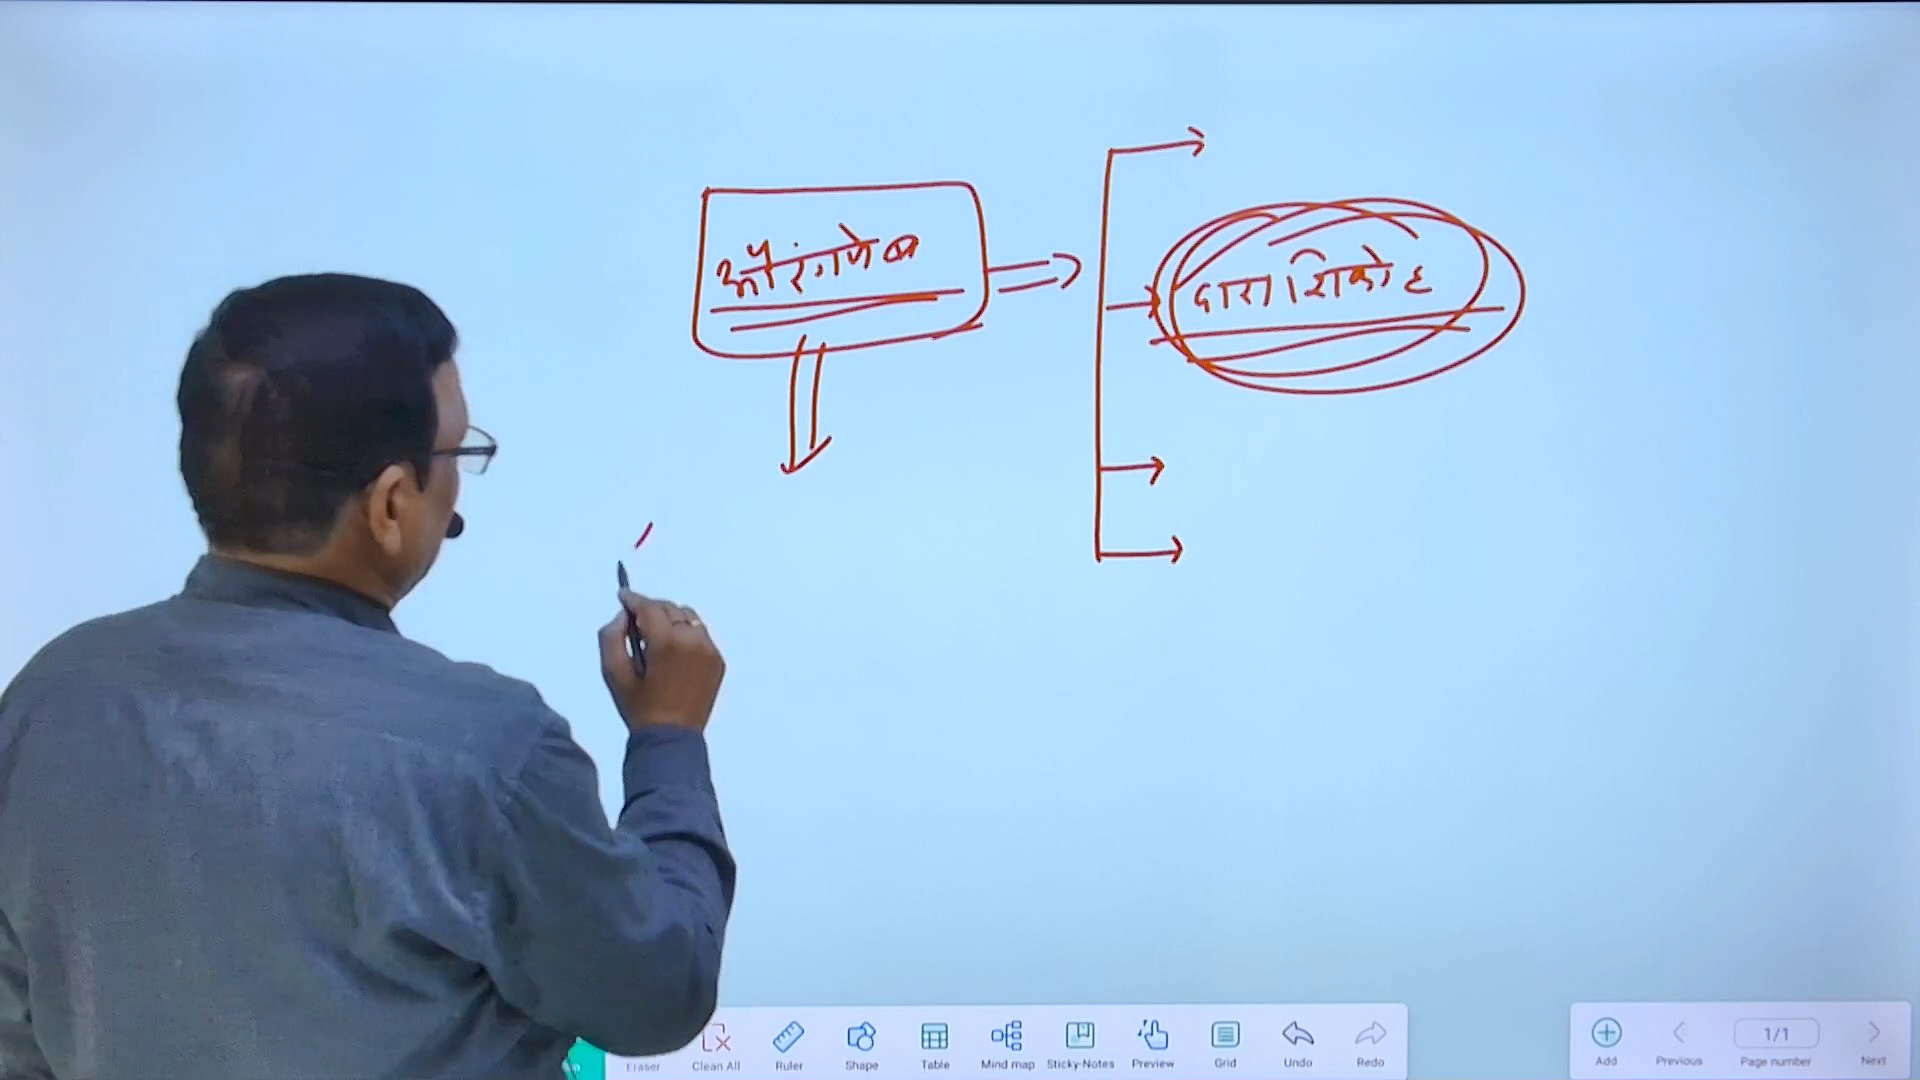 औरंगजेब
दारा शिकोह
Eraser
Clean All
Ruler
Shape
Table
Mind map
Sticky-Notes
Preview
Grid
Undo
Redo
Add
Previous
1/1
Page number
Next